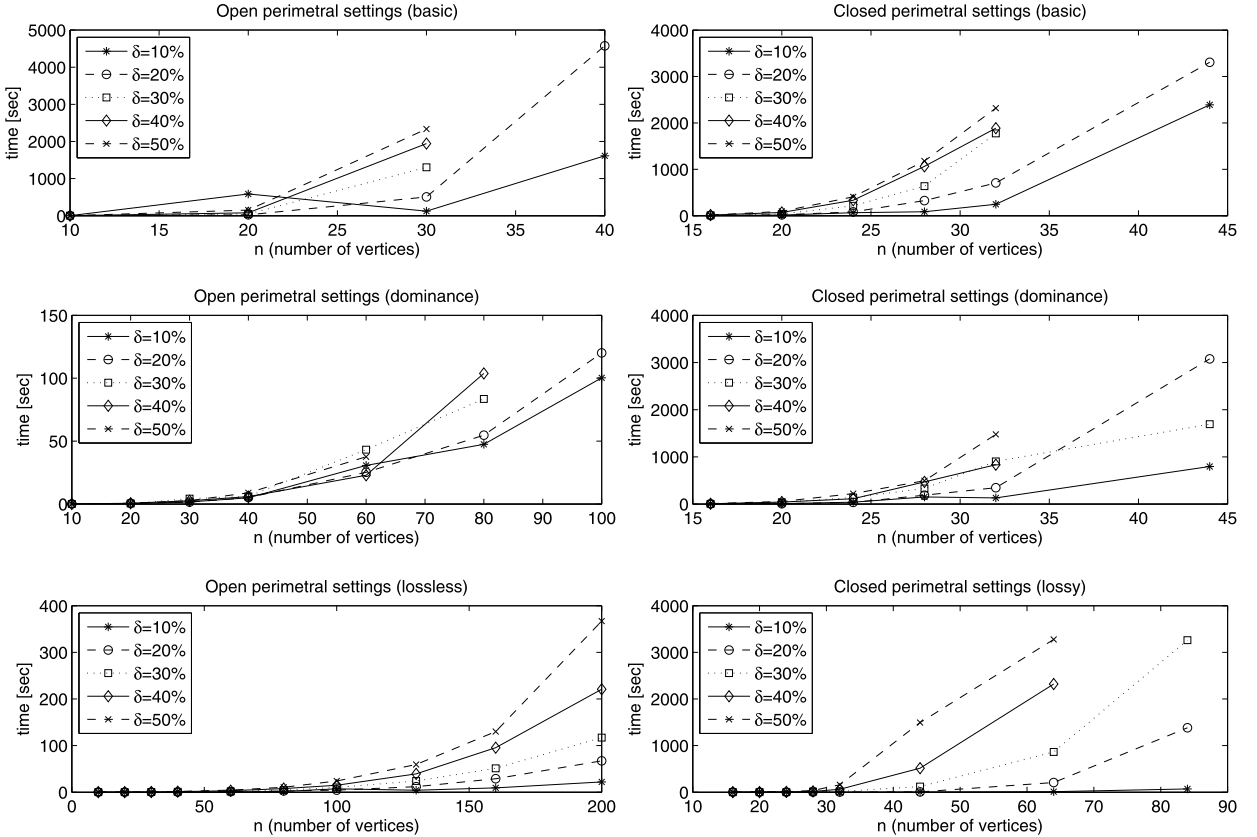 Open perimetral settings (basic)
5000
4000
3000
2000
1000
0
time [sec]
δ=10%
δ=20%
δ=30%
δ=40%
δ=50%
10 15 20 25 30 35 40
n (number of vertices)
Closed perimetral settings (basic)
4000
3000
2000
1000
0
time [sec]
δ=10%
δ=20%
δ=30%
δ=40%
δ=50%
15 20 25 30 35 40 45
n (number of vertices)
Open perimetral settings (dominance)
150
100
50
0
time [sec]
δ=10%
δ=20%
δ=30%
δ=40%
δ=50%
10 20 30 40 50 60 70 80 90 100
n (number of vertices)
Closed perimetral settings (dominance)
4000
3000
2000
1000
0
time [sec]
δ=10%
δ=20%
δ=30%
δ=40%
δ=50%
15 20 25 30 35 40 45
n (number of vertices)
Open perimetral settings (lossless)
400
300
200
100
0
time [sec]
δ=10%
δ=20%
δ=30%
δ=40%
δ=50%
0 50 100 150 200
n (number of vertices)
Closed perimetral settings (lossy)
4000
3000
2000
1000
0
time [sec]
δ=10%
δ=20%
δ=30%
δ=40%
δ=50%
10 20 30 40 50 60 70 80 90
n (number of vertices)